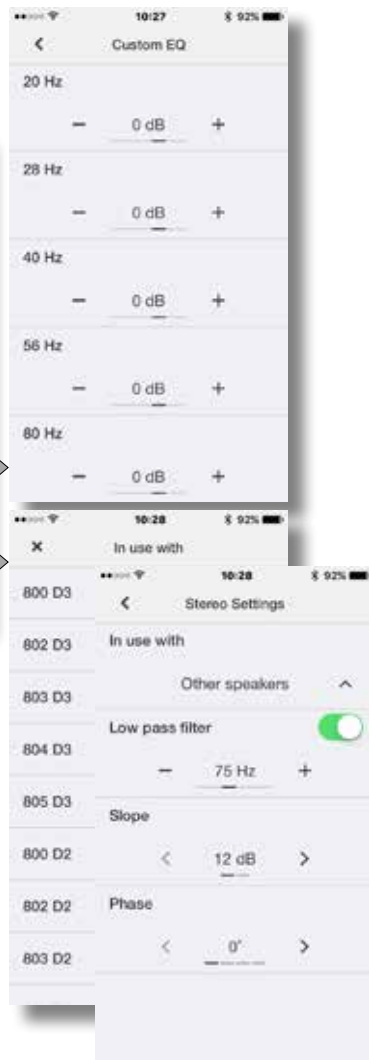 10:27 92%
Custom EQ
20 Hz
− 0 dB +
28 Hz
− 0 dB +
40 Hz
− 0 dB +
56 Hz
− 0 dB +
80 Hz
− 0 dB +
10:28 92%
× In use with
800 D3
802 D3
803 D3
804 D3
805 D3
800 D2
802 D2
803 D2
10:28 92%
< Stereo Settings
In use with
Other speakers
Low pass filter
− 75 Hz +
Slope
< 12 dB >
Phase
< 0° >